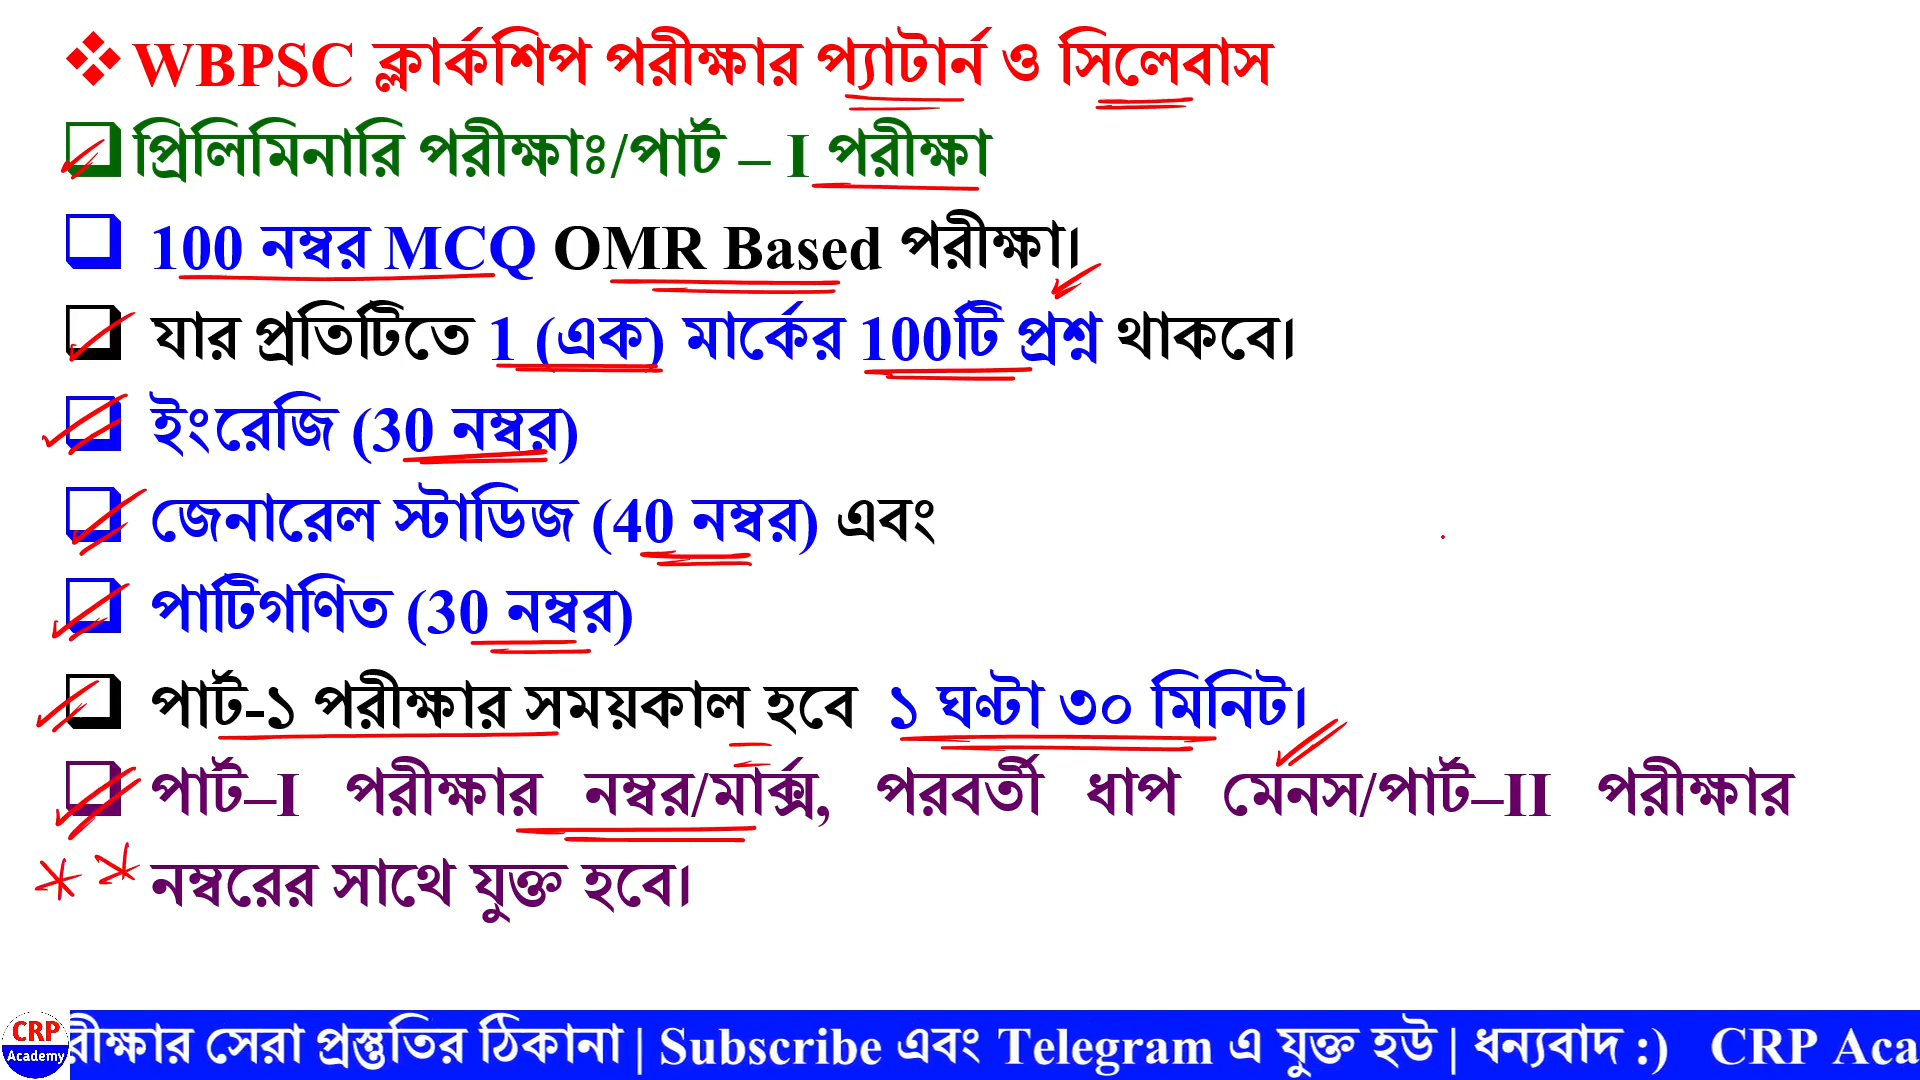 WBPSC ক্লার্কশিপ পরীক্ষার প্যাটার্ন ও সিলেবাস
প্রিলিমিনারি পরীক্ষাঃ/পার্ট – I পরীক্ষা
100 নম্বর MCQ OMR Based পরীক্ষা।
যার প্রতিটিতে 1 (এক) মার্কের 100টি প্রশ্ন থাকবে।
ইংরেজি (30 নম্বর)
জেনারেল স্টাডিজ (40 নম্বর) এবং
পাটিগণিত (30 নম্বর)
পার্ট-১ পরীক্ষার সময়কাল হবে ১ ঘণ্টা ৩০ মিনিট।
পার্ট–I পরীক্ষার নম্বর/মার্ক্স, পরবর্তী ধাপ মেনস/পার্ট–II পরীক্ষার
নম্বরের সাথে যুক্ত হবে।
CRP Academy
রীক্ষার সেরা প্রস্তুতির ঠিকানা | Subscribe এবং Telegram এ যুক্ত হউ | ধন্যবাদ :) CRP Aca